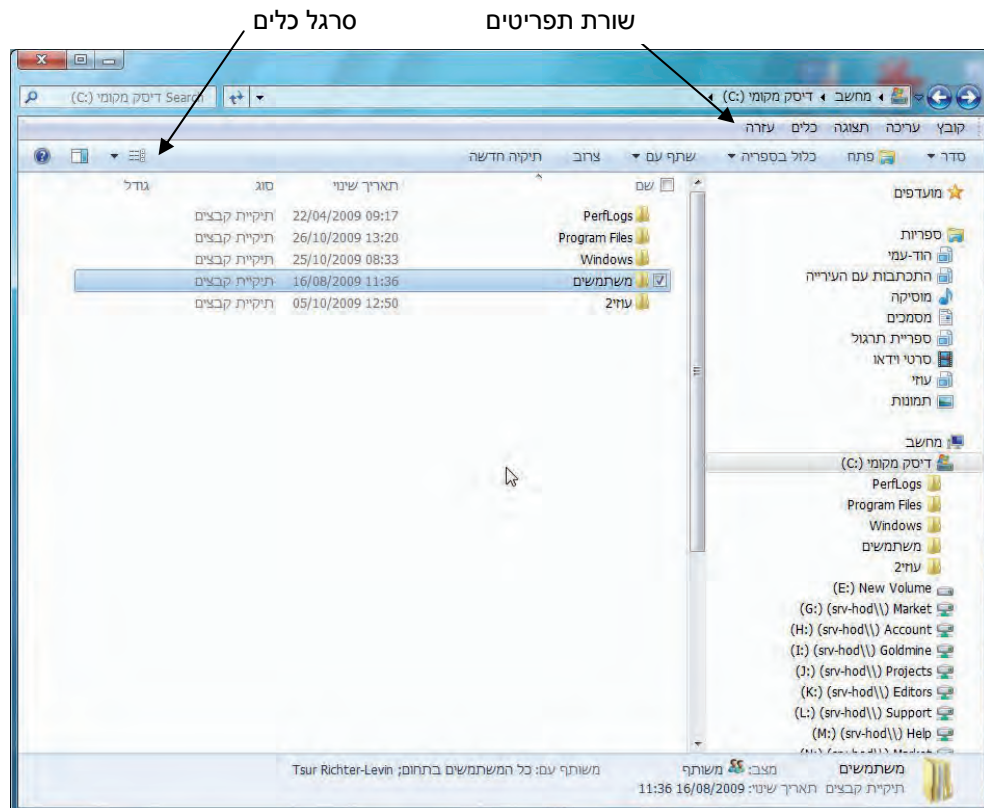 שורת תפריטים
סרגל כלים
מחשב דיסק מקומי (C:)
Search דיסק מקומי (C:)
קובץ עריכה תצוגה כלים עזרה
סדר פתח כלול בספריה שתף עם צרוב תיקיה חדשה
מועדפים
ספריות
הוד-עמי
התכתבות עם העירייה
מוסיקה
מסמכים
ספריית תרגול
סרטי וידאו
עוזי
תמונות
מחשב
דיסק מקומי (C:)
PerfLogs
Program Files
Windows
משתמשים
עוזי2
(E:) New Volume
(G:) (srv-hod\\) Market
(H:) (srv-hod\\) Account
(I:) (srv-hod\\) Goldmine
(J:) (srv-hod\\) Projects
(K:) (srv-hod\\) Editors
(L:) (srv-hod\\) Support
(M:) (srv-hod\\) Help
שם תאריך שינוי סוג גודל
PerfLogs 22/04/2009 09:17 תיקיית קבצים
Program Files 26/10/2009 13:20 תיקיית קבצים
Windows 25/10/2009 08:33 תיקיית קבצים
משתמשים 16/08/2009 11:36 תיקיית קבצים
עוזי2 05/10/2009 12:50 תיקיית קבצים
משתמשים מצב: משותף משותף עם: כל המשתמשים בתחום; Tsur Richter-Levin
תיקיית קבצים תאריך שינוי: 16/08/2009 11:36